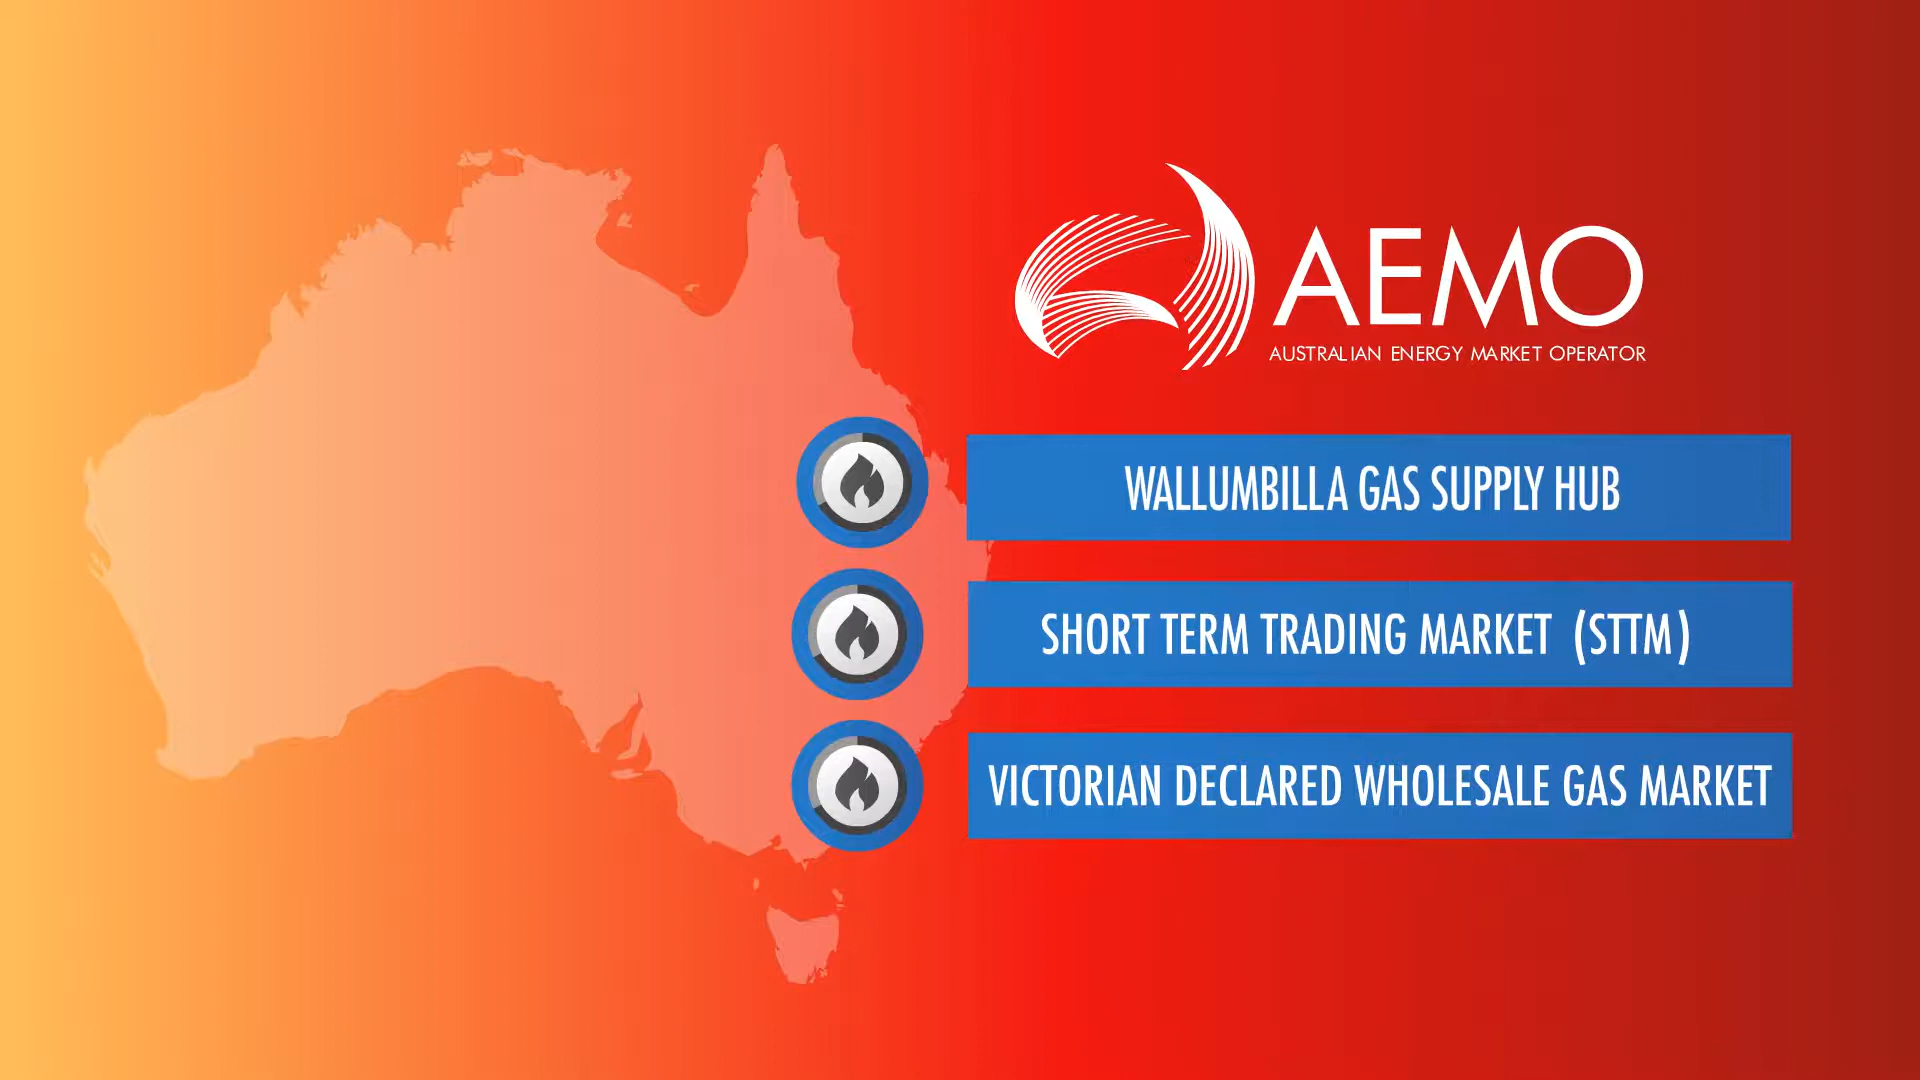 AEMO
AUSTRALIAN ENERGY MARKET OPERATOR
WALLUMBILLA GAS SUPPLY HUB
SHORT TERM TRADING MARKET (STTM)
VICTORIAN DECLARED WHOLESALE GAS MARKET